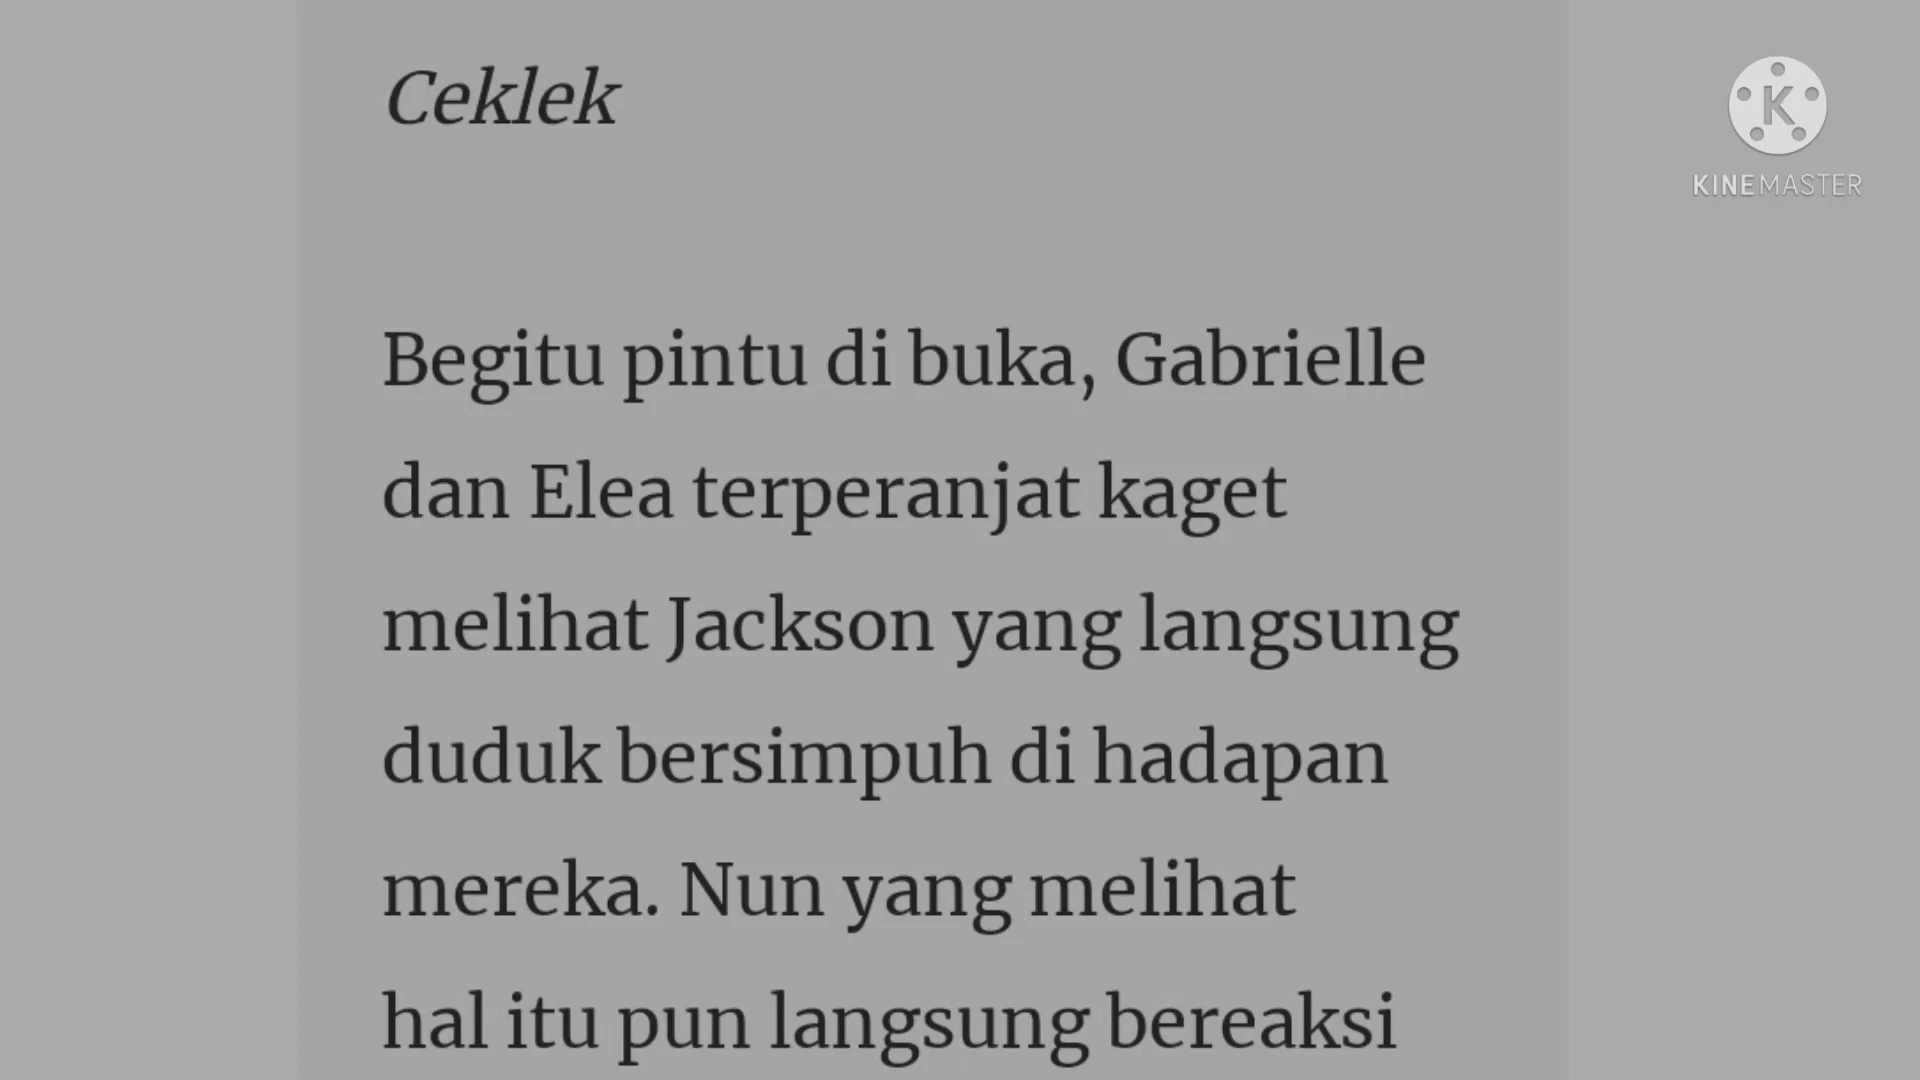 Ceklek
K
KINEMASTER
Begitu pintu di buka, Gabrielle
dan Elea terperanjat kaget
melihat Jackson yang langsung
duduk bersimpuh di hadapan
mereka. Nun yang melihat
hal itu pun langsung bereaksi